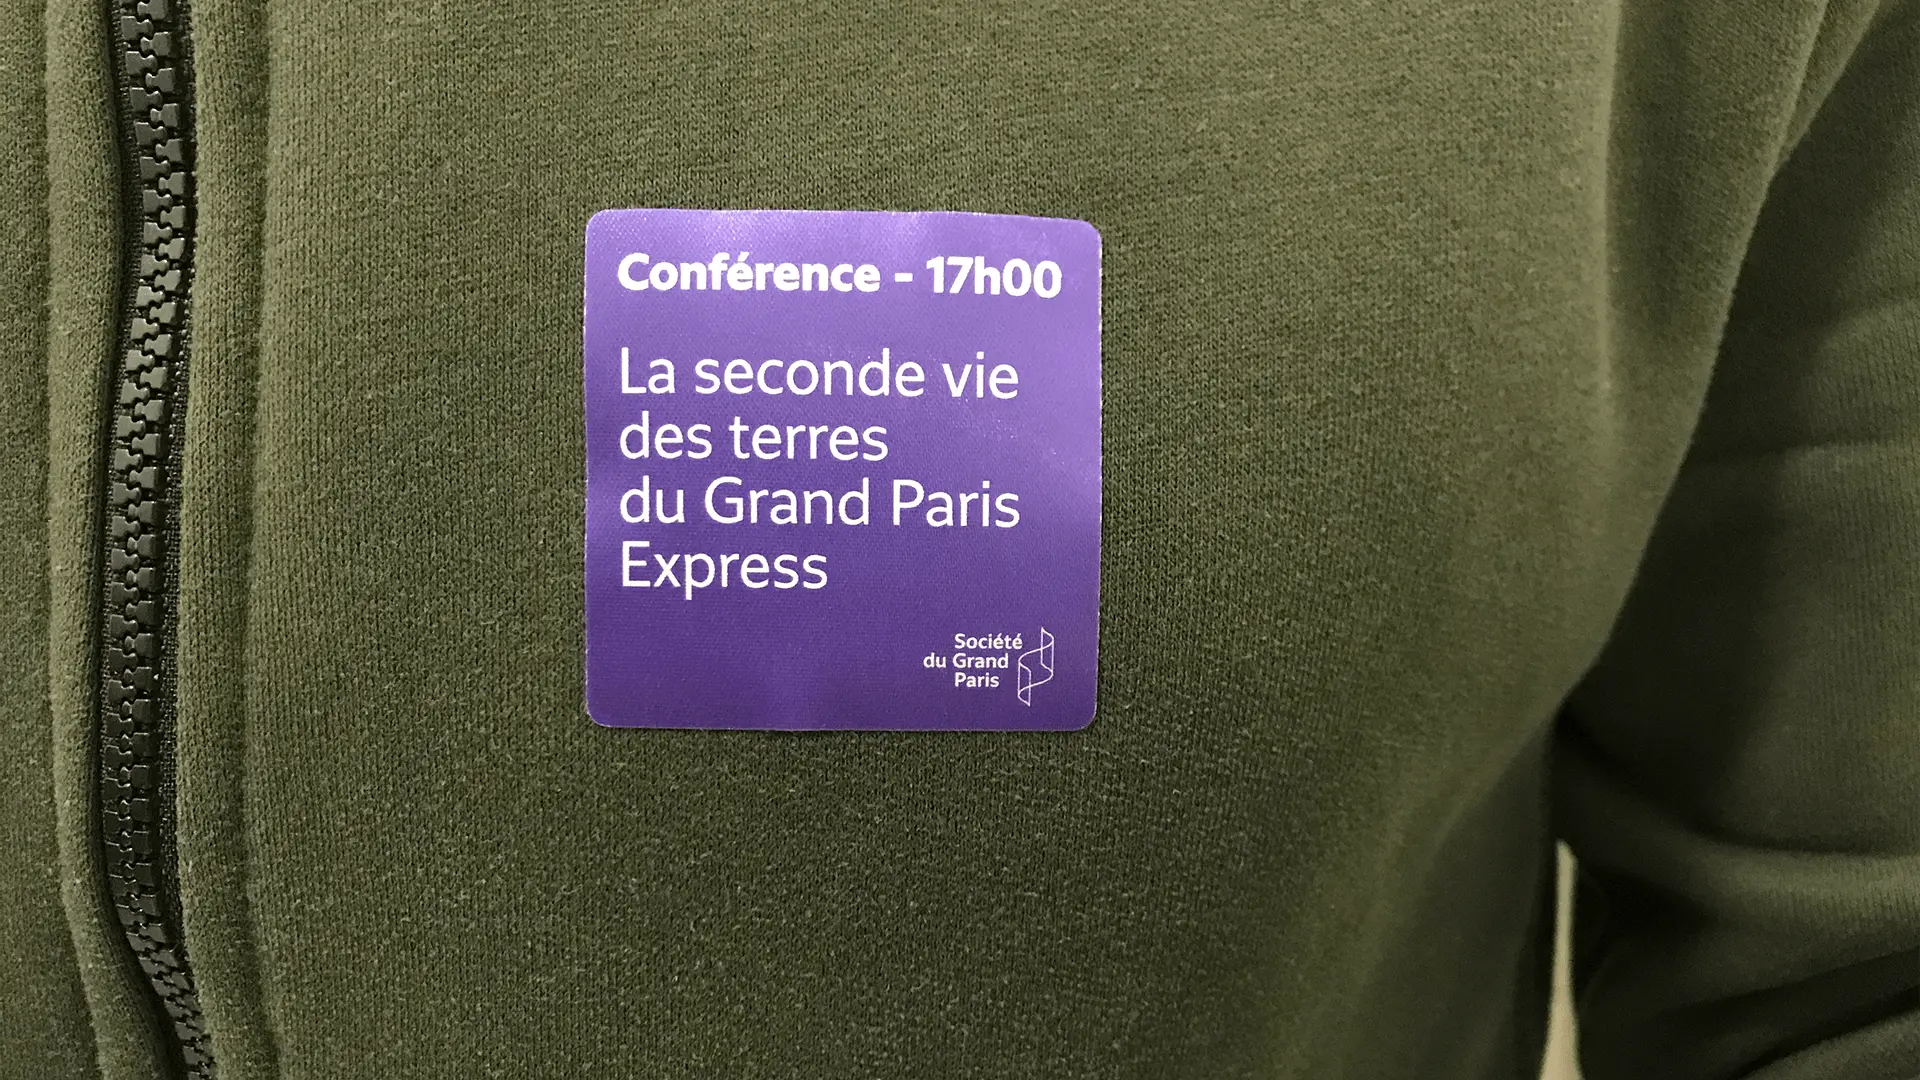 Conférence - 17h00
La seconde vie
des terres
du Grand Paris
Express
Société
du Grand
Paris